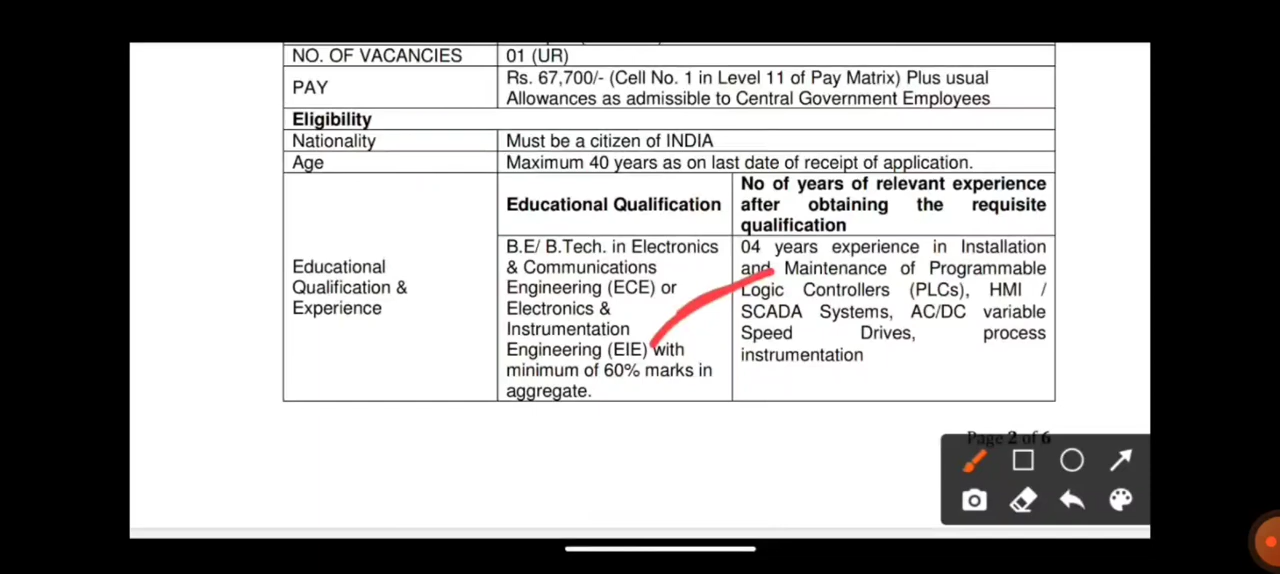 NO. OF VACANCIES 01 (UR)
PAY Rs. 67,700/- (Cell No. 1 in Level 11 of Pay Matrix) Plus usual
Allowances as admissible to Central Government Employees
Eligibility
Nationality Must be a citizen of INDIA
Age Maximum 40 years as on last date of receipt of application.
Educational
Qualification &
Experience
Educational Qualification
No of years of relevant experience
after obtaining the requisite
qualification
B.E/ B.Tech. in Electronics
& Communications
Engineering (ECE) or
Electronics &
Instrumentation
Engineering (EIE) with
minimum of 60% marks in
aggregate.
04 years experience in Installation
and Maintenance of Programmable
Logic Controllers (PLCs), HMI /
SCADA Systems, AC/DC variable
Speed Drives, process
instrumentation
Page 2 of 6